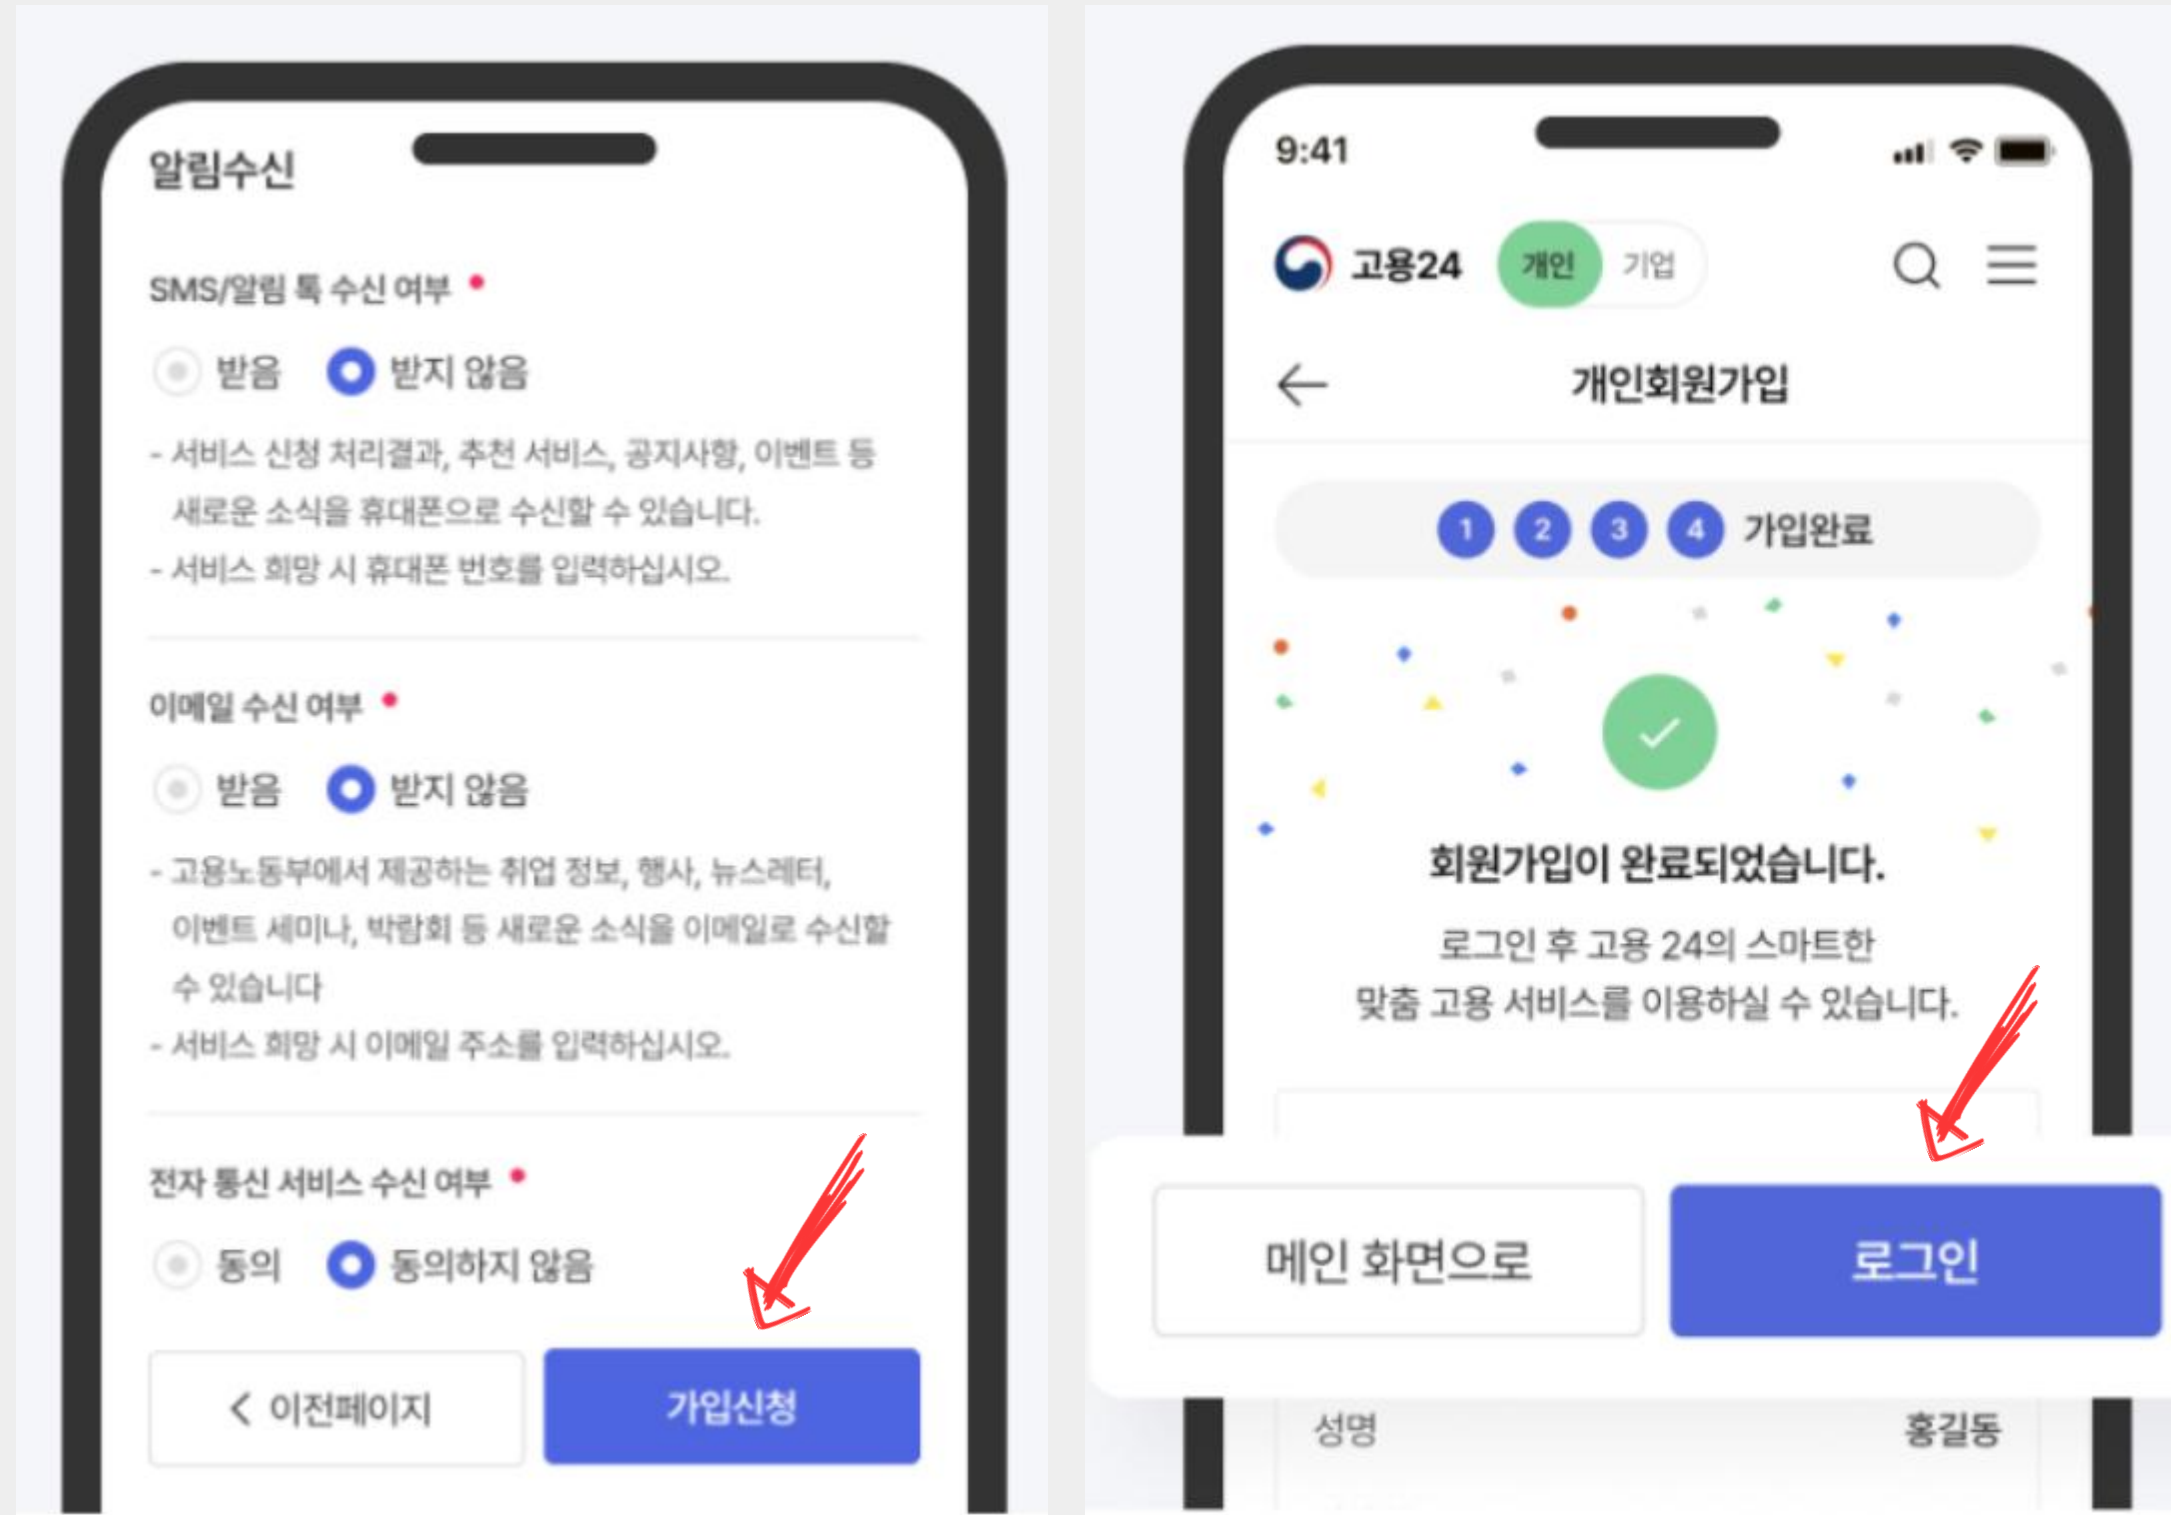 알림수신
SMS/알림 톡 수신 여부
받음 받지 않음
- 서비스 신청 처리결과, 추천 서비스, 공지사항, 이벤트 등
새로운 소식을 휴대폰으로 수신할 수 있습니다.
- 서비스 희망 시 휴대폰 번호를 입력하십시오.
이메일 수신 여부
받음 받지 않음
- 고용노동부에서 제공하는 취업 정보, 행사, 뉴스레터,
이벤트 세미나, 박람회 등 새로운 소식을 이메일로 수신할
수 있습니다
- 서비스 희망 시 이메일 주소를 입력하십시오.
전자 통신 서비스 수신 여부
동의 동의하지 않음
이전페이지 가입신청
9:41
고용24 개인 기업
개인회원가입
1 2 3 4 가입완료
회원가입이 완료되었습니다.
로그인 후 고용 24의 스마트한
맞춤 고용 서비스를 이용하실 수 있습니다.
메인 화면으로 로그인
성명 홍길동